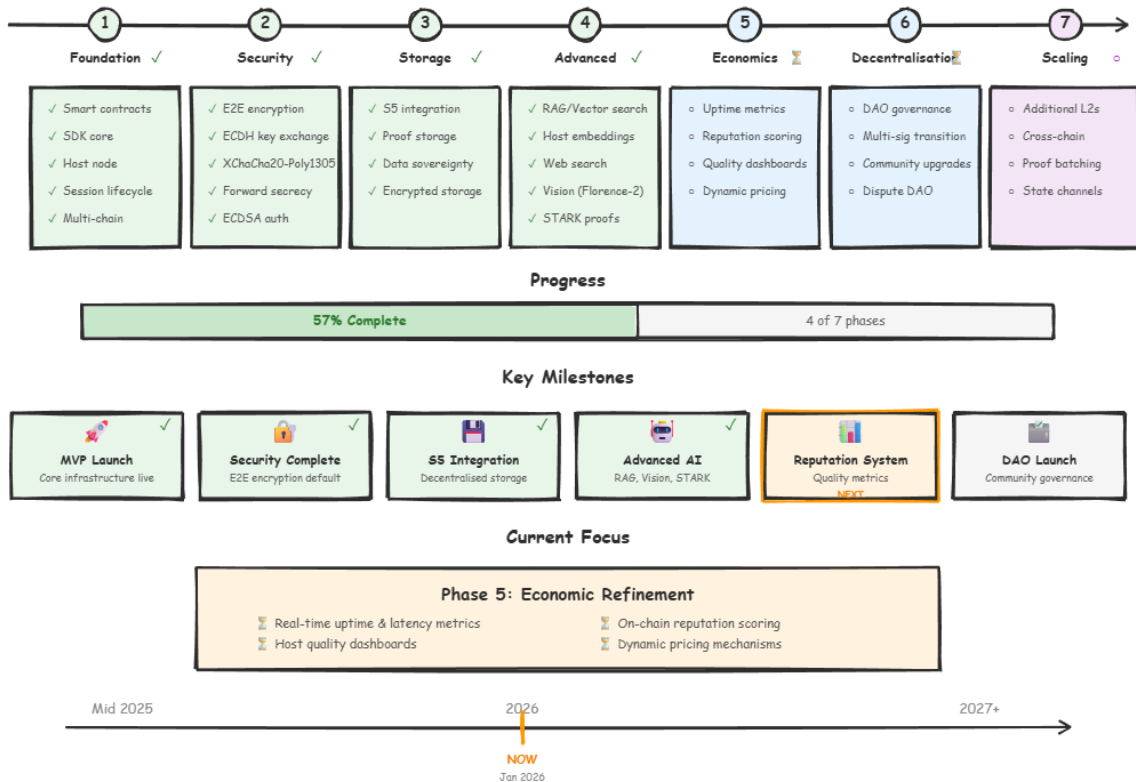 1 2 3 4 5 6 7
Foundation ✓ Security ✓ Storage ✓ Advanced ✓ Economics ⏳ Decentralisation ⏳ Scaling ○
✓ Smart contracts
✓ SDK core
✓ Host node
✓ Session lifecycle
✓ Multi-chain
✓ E2E encryption
✓ ECDH key exchange
✓ XChaCha20-Poly1305
✓ Forward secrecy
✓ ECDSA auth
✓ S5 integration
✓ Proof storage
✓ Data sovereignty
✓ Encrypted storage
✓ RAG/Vector search
✓ Host embeddings
✓ Web search
✓ Vision (Florence-2)
✓ STARK proofs
○ Uptime metrics
○ Reputation scoring
○ Quality dashboards
○ Dynamic pricing
○ DAO governance
○ Multi-sig transition
○ Community upgrades
○ Dispute DAO
○ Additional L2s
○ Cross-chain
○ Proof batching
○ State channels
Progress
57% Complete 4 of 7 phases
Key Milestones
MVP Launch
Core infrastructure live
Security Complete
E2E encryption default
S5 Integration
Decentralised storage
Advanced AI
RAG, Vision, STARK
Reputation System
Quality metrics
NEXT
DAO Launch
Community governance
Current Focus
Phase 5: Economic Refinement
⏳ Real-time uptime & latency metrics ⏳ On-chain reputation scoring
⏳ Host quality dashboards ⏳ Dynamic pricing mechanisms
Mid 2025 2026 2027+
NOW
Jan 2026